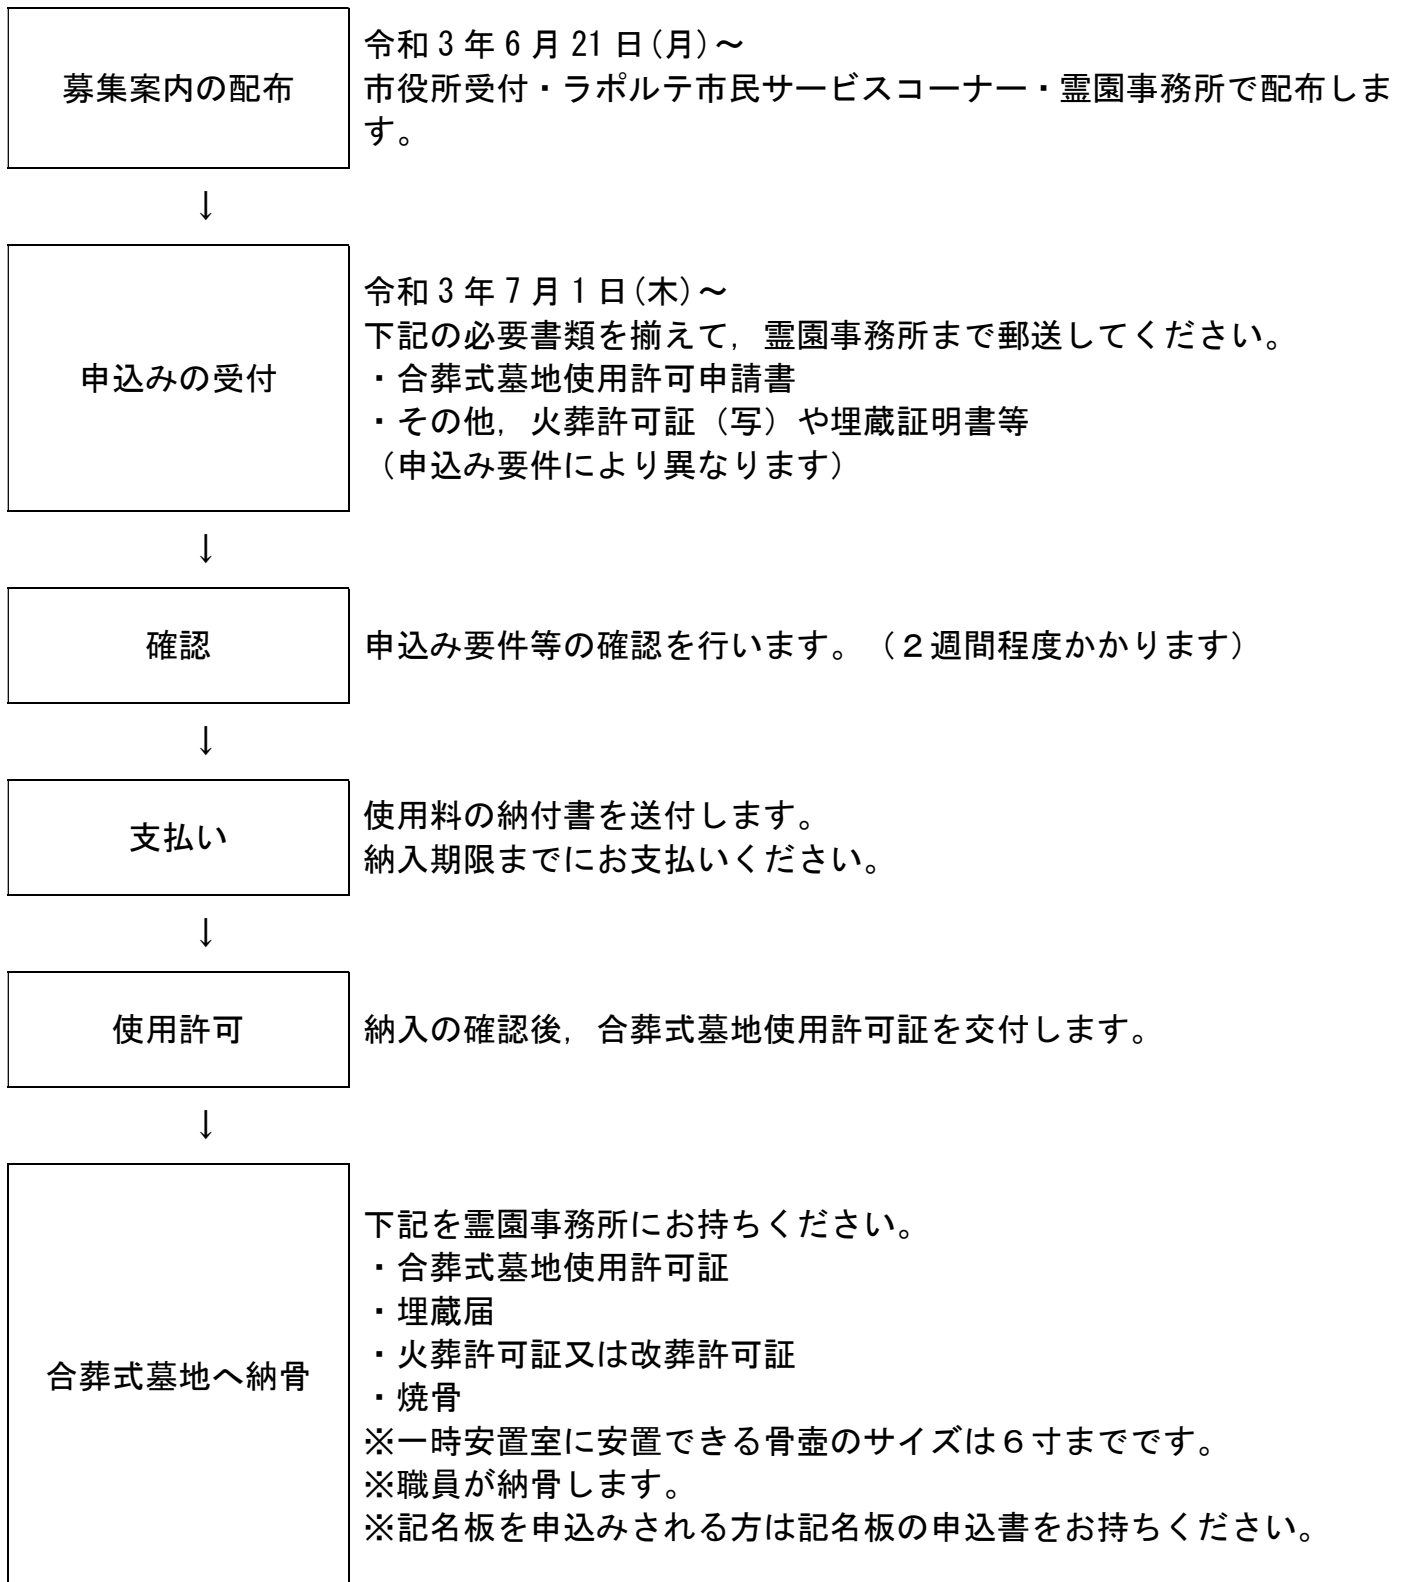 募集案内の配布
令和3年6月21日(月)～
市役所受付・ラポルテ市民サービスコーナー・霊園事務所で配布しま
す。
↓
申込みの受付
令和3年7月1日(木)～
下記の必要書類を揃えて，霊園事務所まで郵送してください。
・合葬式墓地使用許可申請書
・その他，火葬許可証（写）や埋蔵証明書等
（申込み要件により異なります）
↓
確認
申込み要件等の確認を行います。（２週間程度かかります）
↓
支払い
使用料の納付書を送付します。
納入期限までにお支払いください。
↓
使用許可
納入の確認後，合葬式墓地使用許可証を交付します。
↓
合葬式墓地へ納骨
下記を霊園事務所にお持ちください。
・合葬式墓地使用許可証
・埋蔵届
・火葬許可証又は改葬許可証
・焼骨
※一時安置室に安置できる骨壺のサイズは６寸までです。
※職員が納骨します。
※記名板を申込みされる方は記名板の申込書をお持ちください。